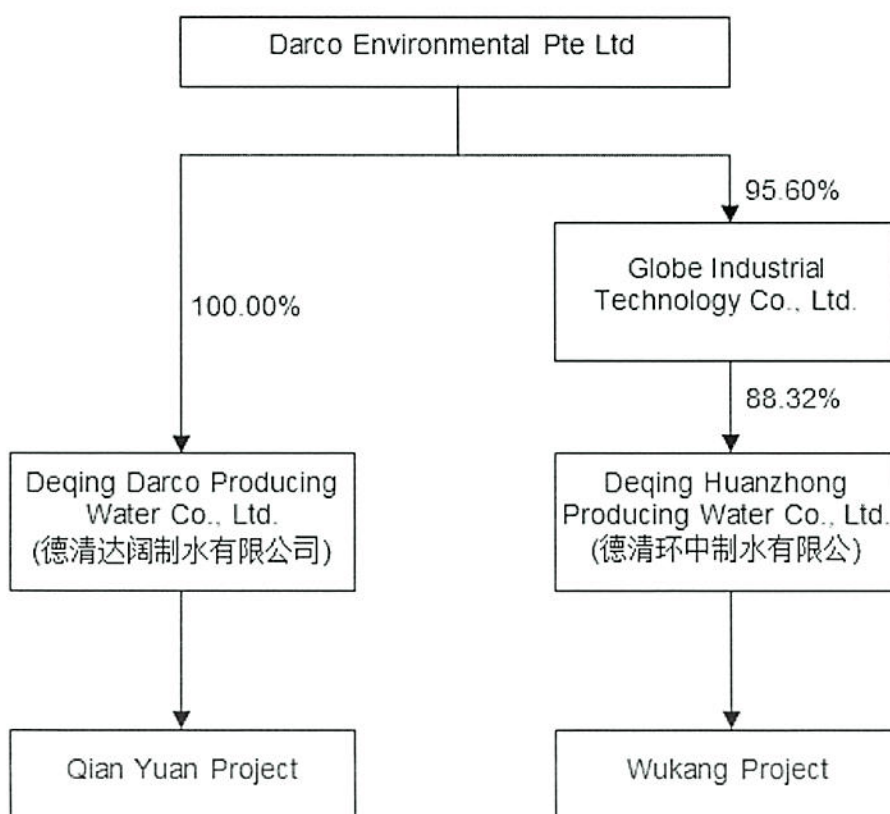 Darco Environmental Pte Ltd
95.60%
Globe Industrial
Technology Co., Ltd.
100.00%
88.32%
Deqing Darco Producing
Water Co., Ltd.
(德清达阔制水有限公司)
Deqing Huanzhong
Producing Water Co., Ltd.
(德清环中制水有限公)
Qian Yuan Project
Wukang Project